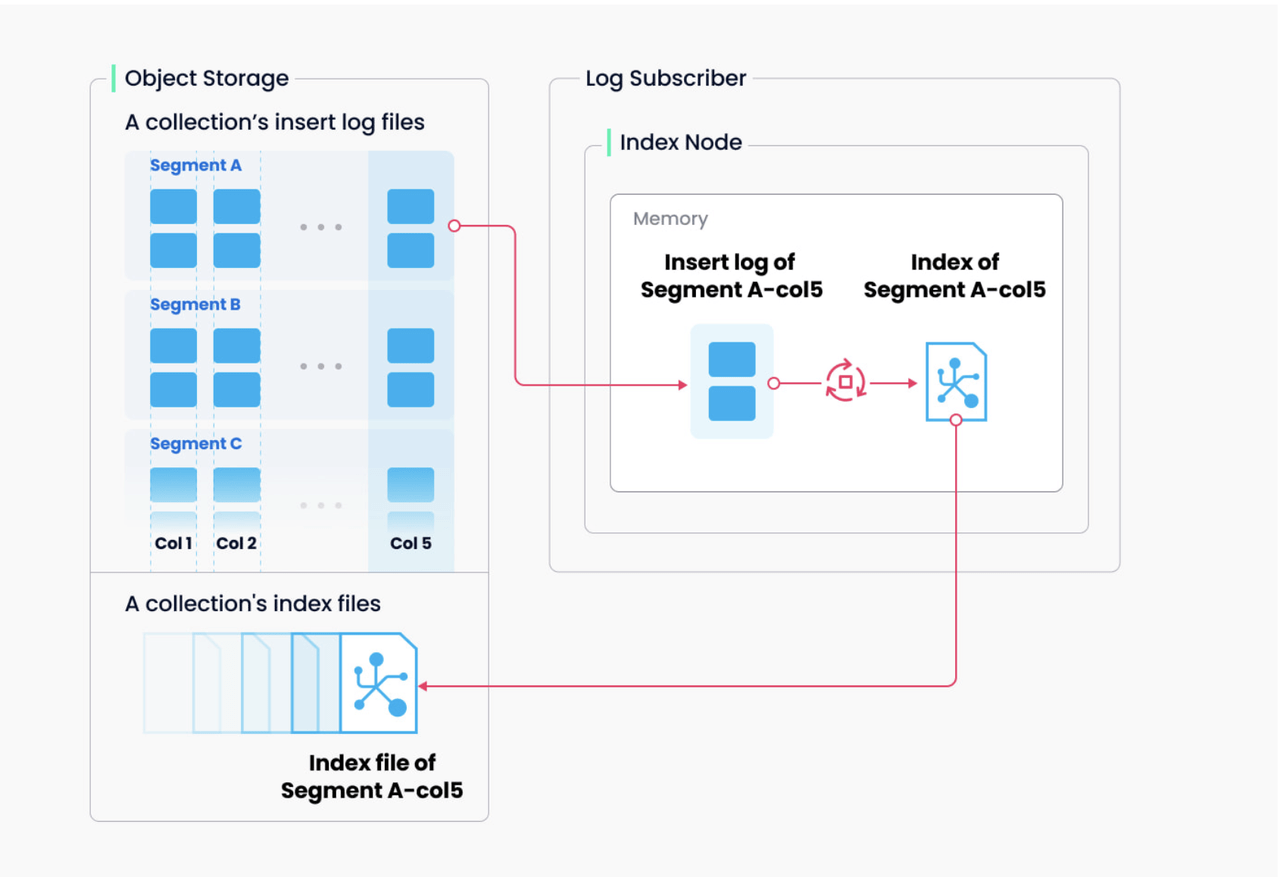 Object Storage
A collection’s insert log files
Segment A
Segment B
Segment C
Col 1
Col 2
Col 5
A collection's index files
Index file of
Segment A-col5
Log Subscriber
Index Node
Memory
Insert log of
Segment A-col5
Index of
Segment A-col5